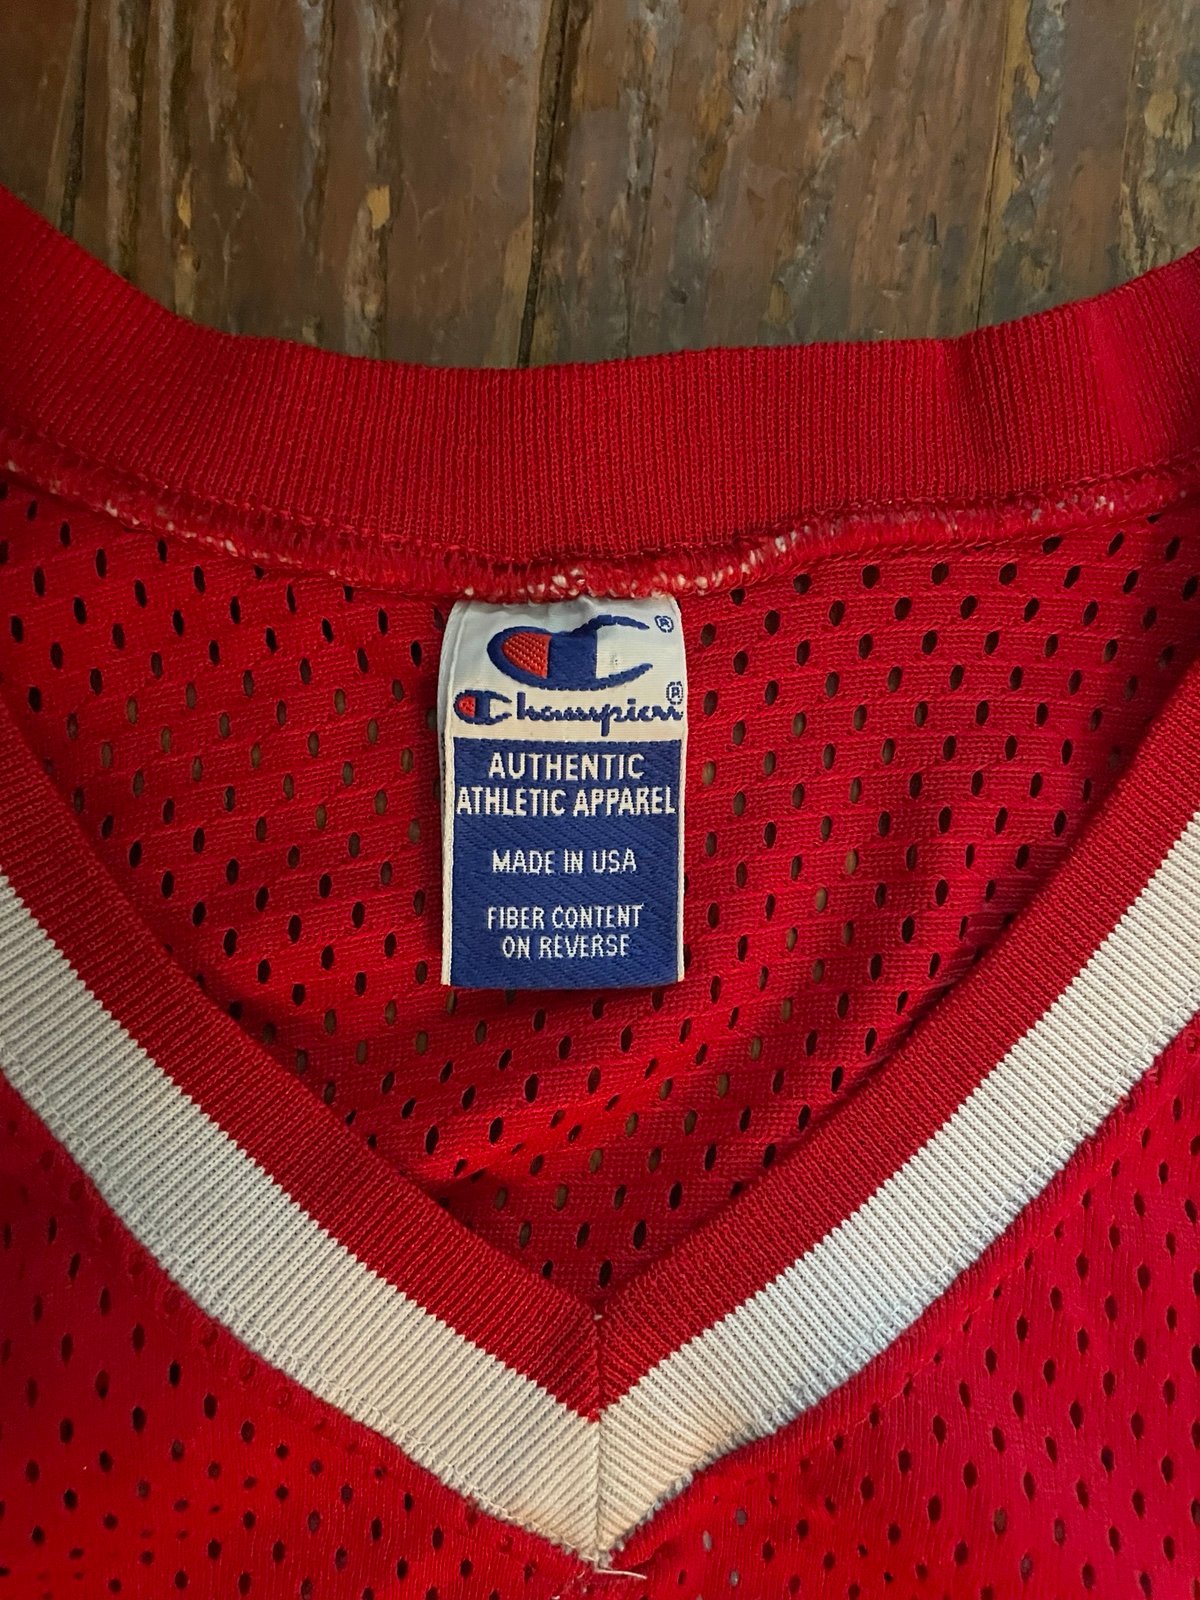 ®
Champion®
AUTHENTIC
ATHLETIC APPAREL
MADE IN USA
FIBER CONTENT
ON REVERSE